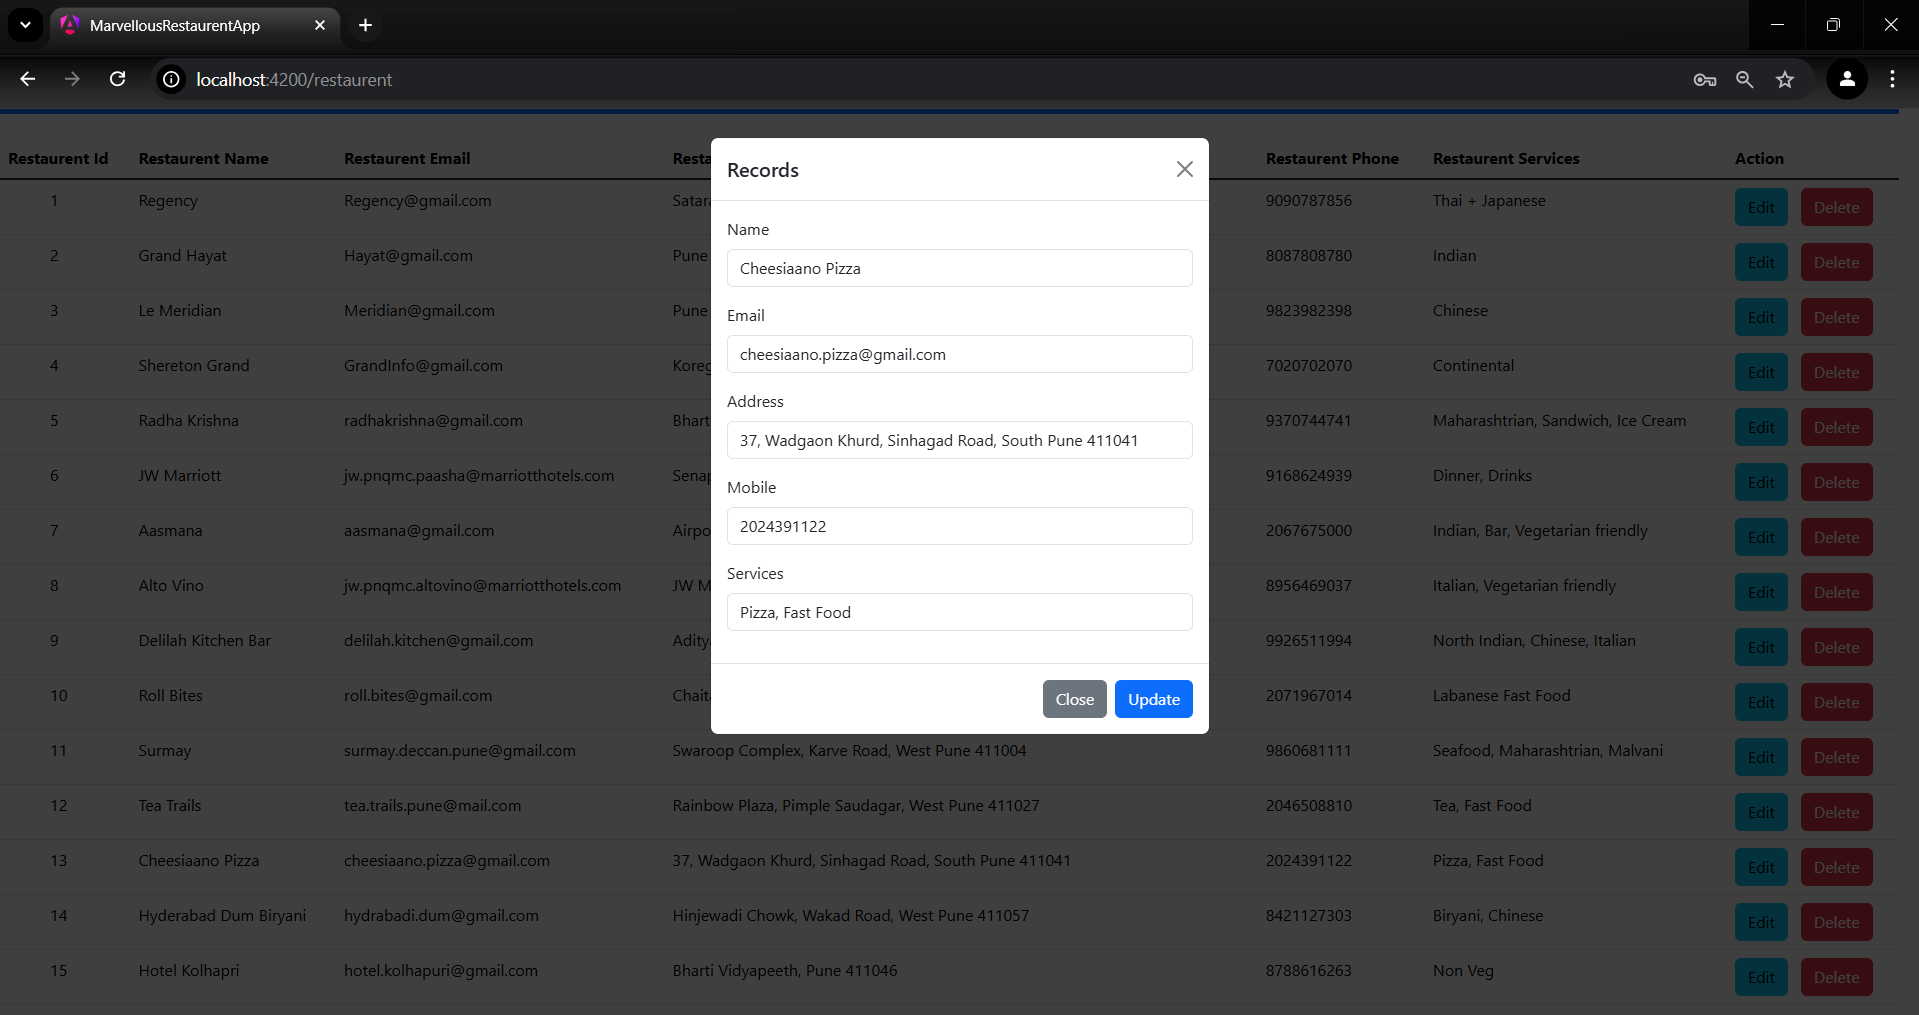 MarvellousRestaurentApp
localhost:4200/restaurent
Restaurent Id Restaurent Name Restaurent Email Resta Restaurent Phone Restaurent Services Action
1 Regency Regency@gmail.com Satar 9090787856 Thai + Japanese Edit Delete
2 Grand Hayat Hayat@gmail.com Pune 8087808780 Indian Edit Delete
3 Le Meridian Meridian@gmail.com Pune 9823982398 Chinese Edit Delete
4 Shereton Grand GrandInfo@gmail.com Koreg 7020702070 Continental Edit Delete
5 Radha Krishna radhakrishna@gmail.com Bhart 9370744741 Maharashtrian, Sandwich, Ice Cream Edit Delete
6 JW Marriott jw.pnqmc.paasha@marriotthotels.com Senap 9168624939 Dinner, Drinks Edit Delete
7 Aasmana aasmana@gmail.com Airpo 2067675000 Indian, Bar, Vegetarian friendly Edit Delete
8 Alto Vino jw.pnqmc.altovino@marriotthotels.com JW M 8956469037 Italian, Vegetarian friendly Edit Delete
9 Delilah Kitchen Bar delilah.kitchen@gmail.com Adity 9926511994 North Indian, Chinese, Italian Edit Delete
10 Roll Bites roll.bites@gmail.com Chait 2071967014 Labanese Fast Food Edit Delete
11 Surmay surmay.deccan.pune@gmail.com Swaroop Complex, Karve Road, West Pune 411004 9860681111 Seafood, Maharashtrian, Malvani Edit Delete
12 Tea Trails tea.trails.pune@mail.com Rainbow Plaza, Pimple Saudagar, West Pune 411027 2046508810 Tea, Fast Food Edit Delete
13 Cheesiaano Pizza cheesiaano.pizza@gmail.com 37, Wadgaon Khurd, Sinhagad Road, South Pune 411041 2024391122 Pizza, Fast Food Edit Delete
14 Hyderabad Dum Biryani hydrabadi.dum@gmail.com Hinjewadi Chowk, Wakad Road, West Pune 411057 8421127303 Biryani, Chinese Edit Delete
15 Hotel Kolhapri hotel.kolhapuri@gmail.com Bharti Vidyapeeth, Pune 411046 8788616263 Non Veg Edit Delete
Records
Name
Cheesiaano Pizza
Email
cheesiaano.pizza@gmail.com
Address
37, Wadgaon Khurd, Sinhagad Road, South Pune 411041
Mobile
2024391122
Services
Pizza, Fast Food
Close Update